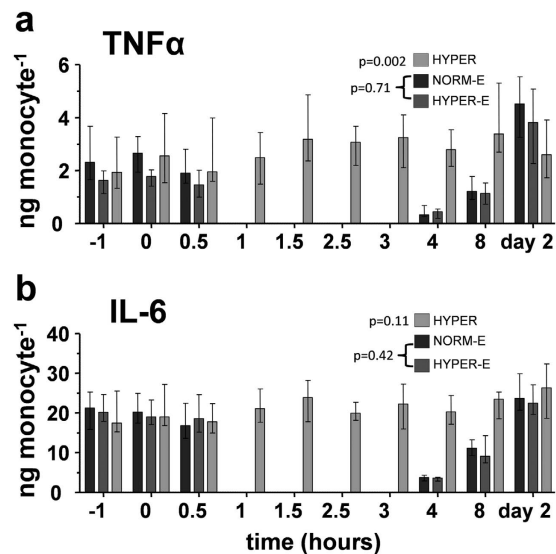 a
TNFα
p=0.002 HYPER
NORM-E
p=0.71
HYPER-E
6
4
2
0
ng monocyte⁻¹
-1 0 0.5 1 1.5 2.5 3 4 8 day 2
b
IL-6
p=0.11 HYPER
NORM-E
p=0.42
HYPER-E
40
30
20
10
0
ng monocyte⁻¹
-1 0 0.5 1 1.5 2.5 3 4 8 day 2
time (hours)